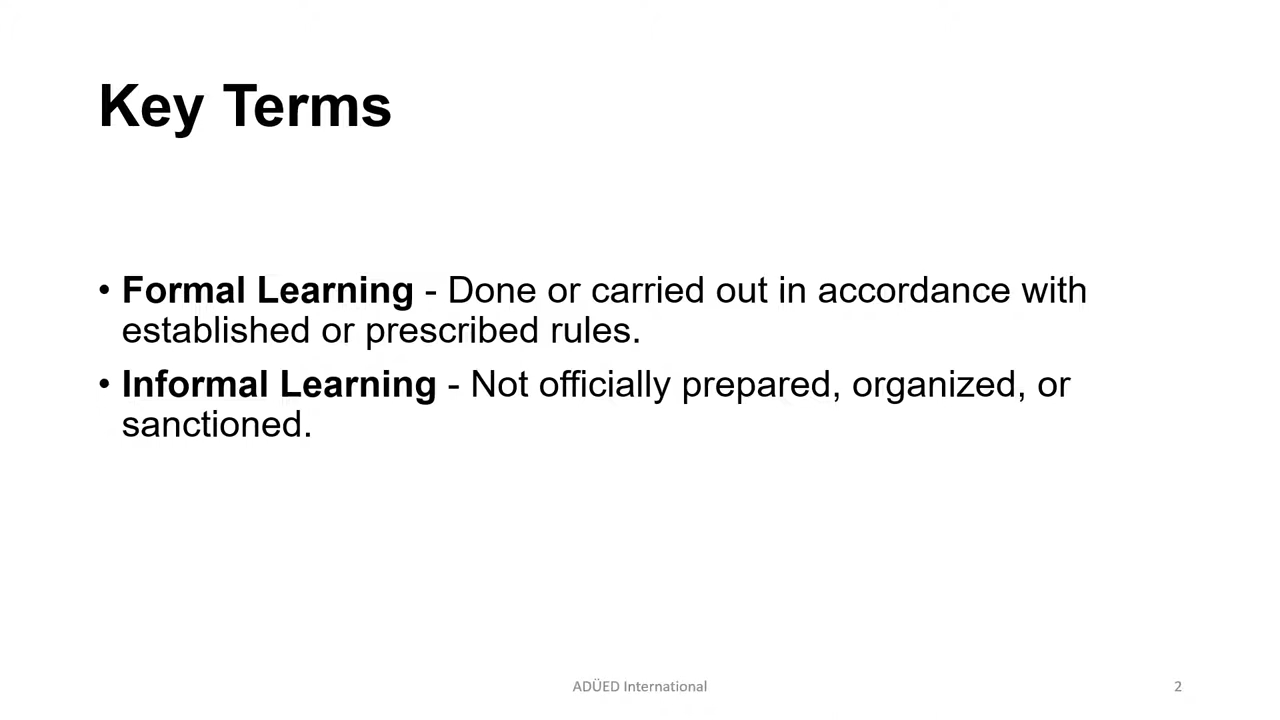 Key Terms
• Formal Learning - Done or carried out in accordance with
established or prescribed rules.
• Informal Learning - Not officially prepared, organized, or
sanctioned.
ADÜED International
2